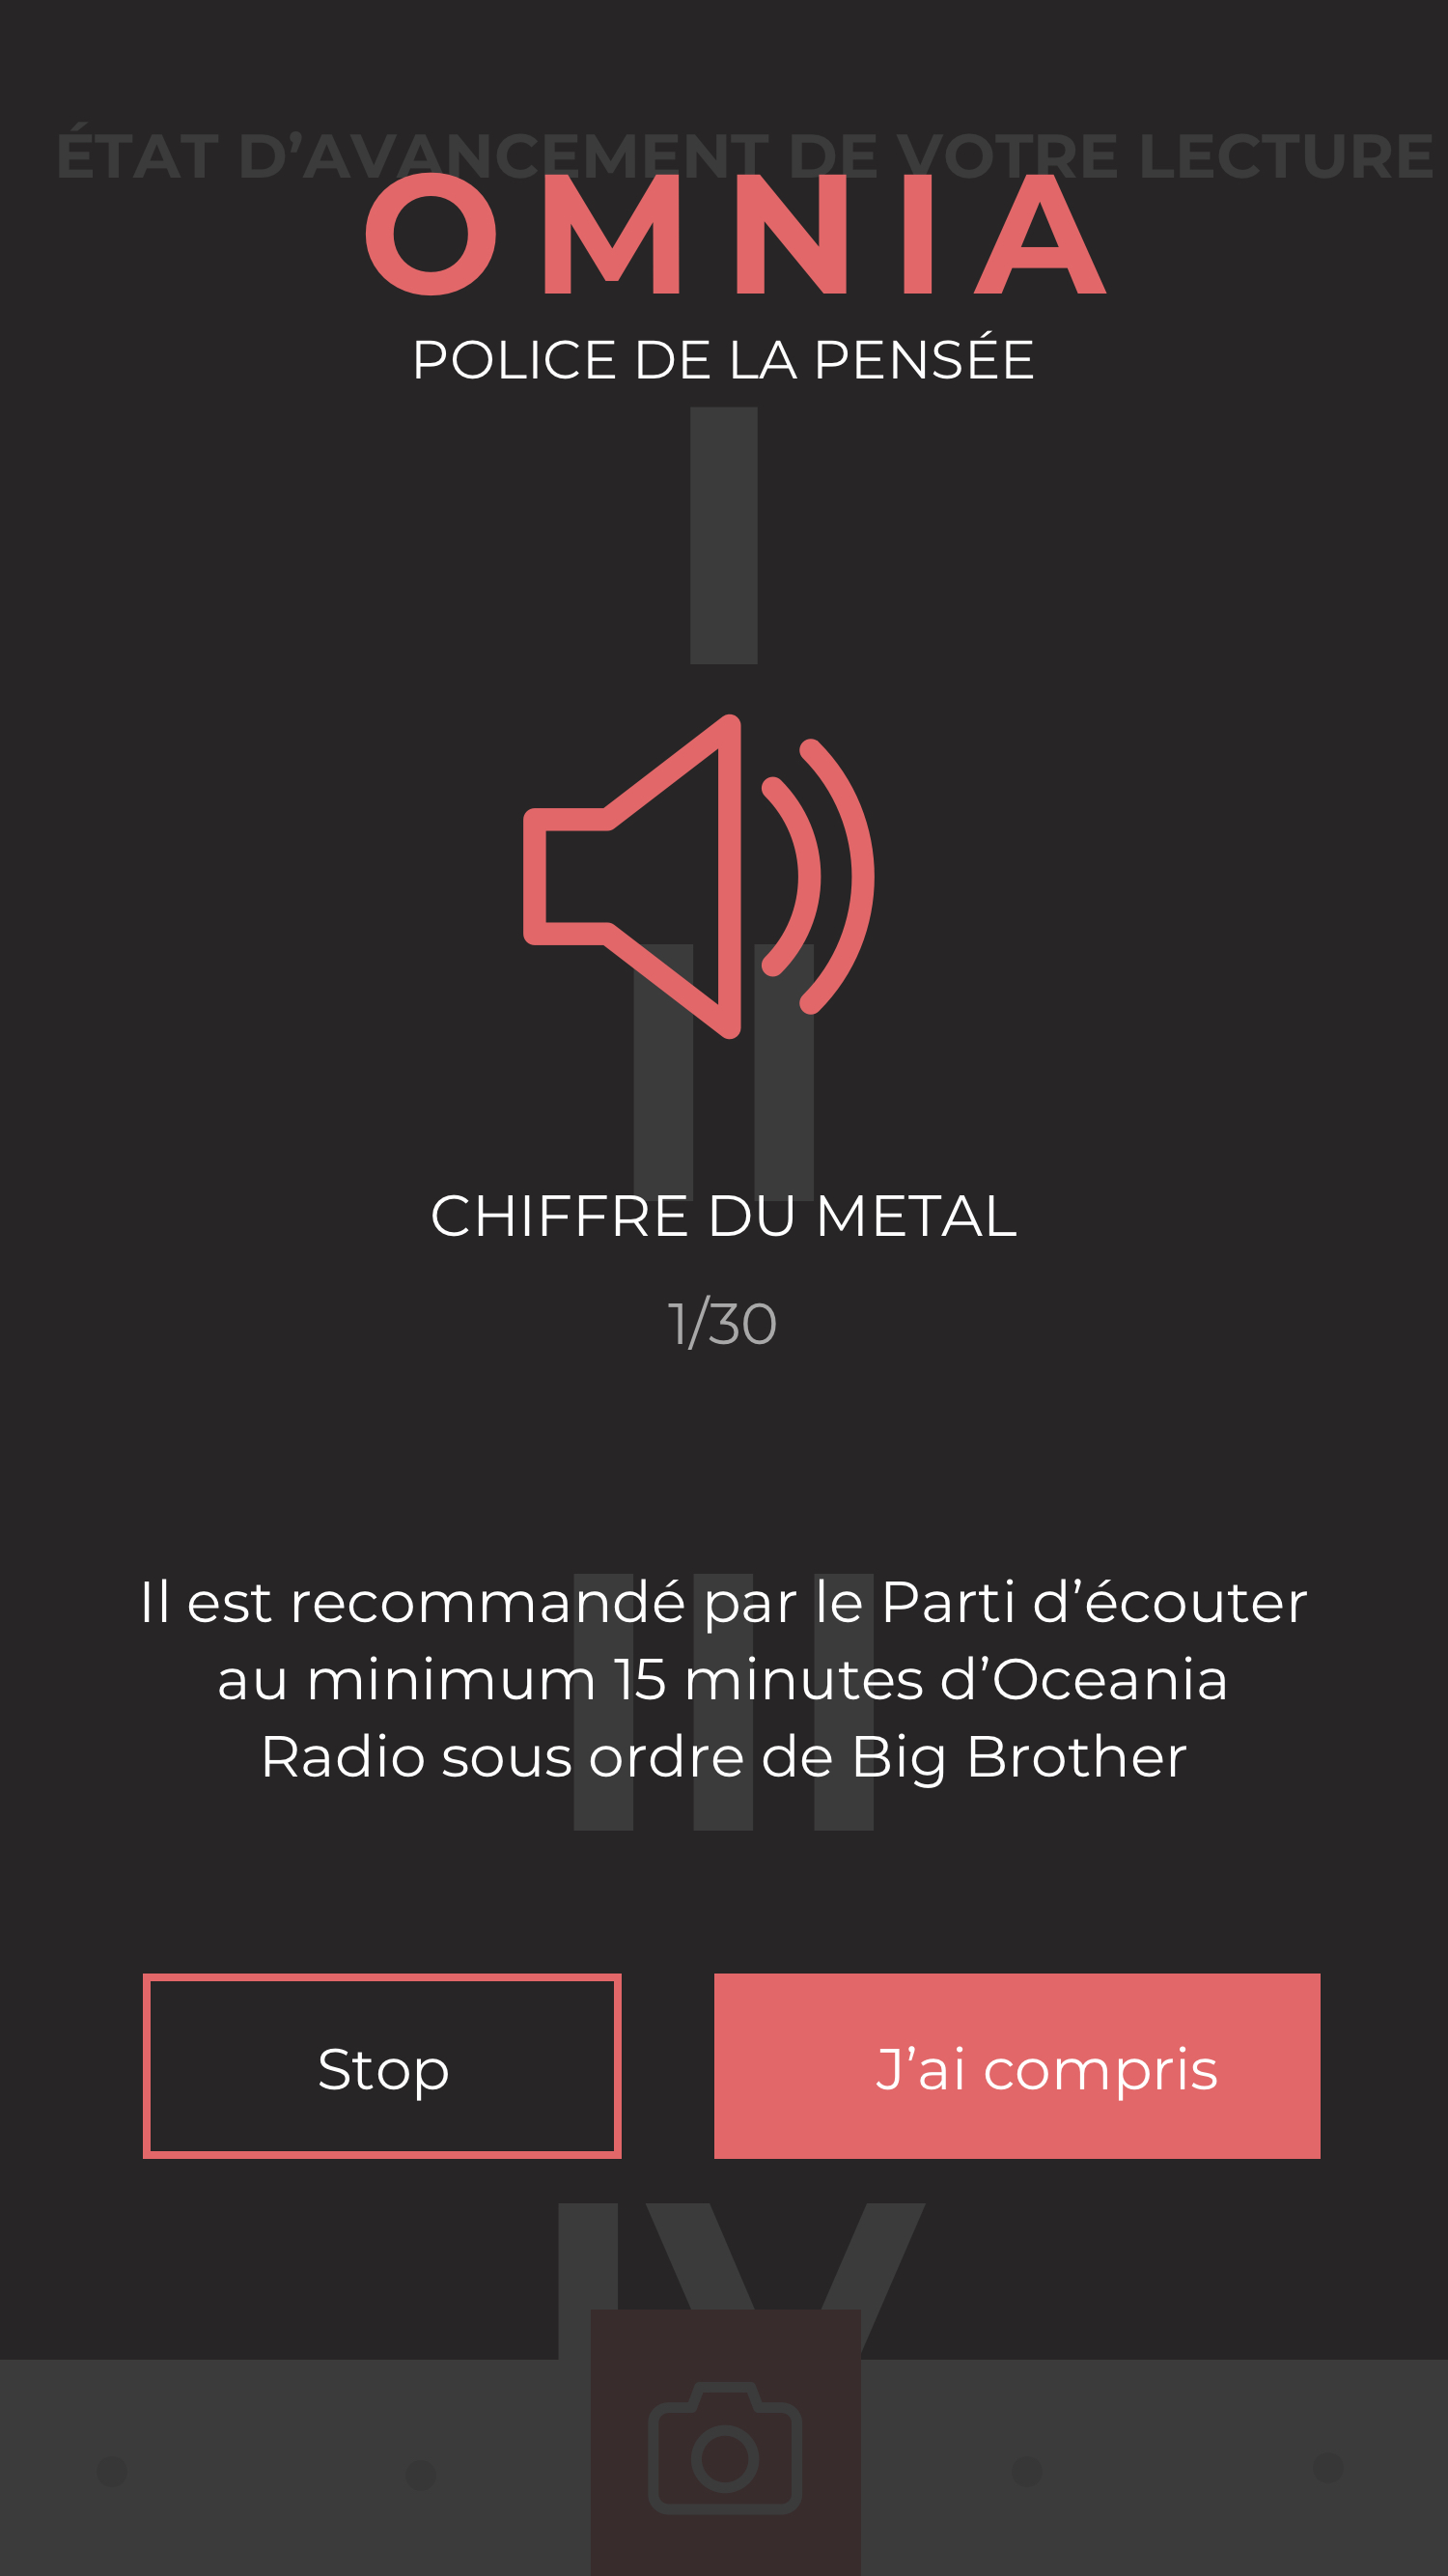 ÉTAT D’AVANCEMENT DE VOTRE LECTURE
OMNIA
POLICE DE LA PENSÉE
I
II
CHIFFRE DU METAL
1/30
III
Il est recommandé par le Parti d’écouter
au minimum 15 minutes d’Oceania
Radio sous ordre de Big Brother
Stop
J’ai compris
IV